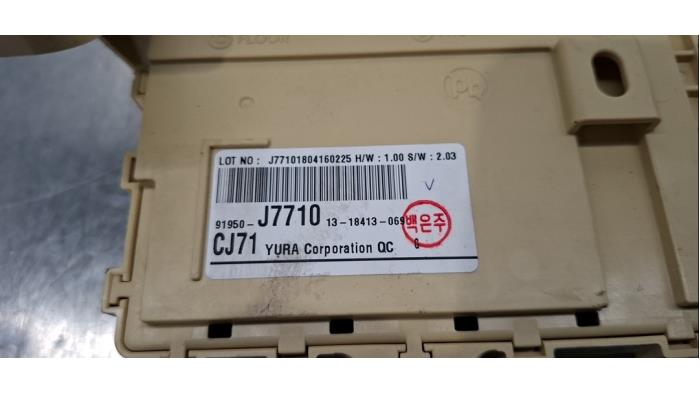 FLOOR
LOT NO : J77101804160225 H/W : 1.00 S/W : 2.03
V
91950- J7710 13-18413-069
백은주
CJ71 YURA Corporation QC G